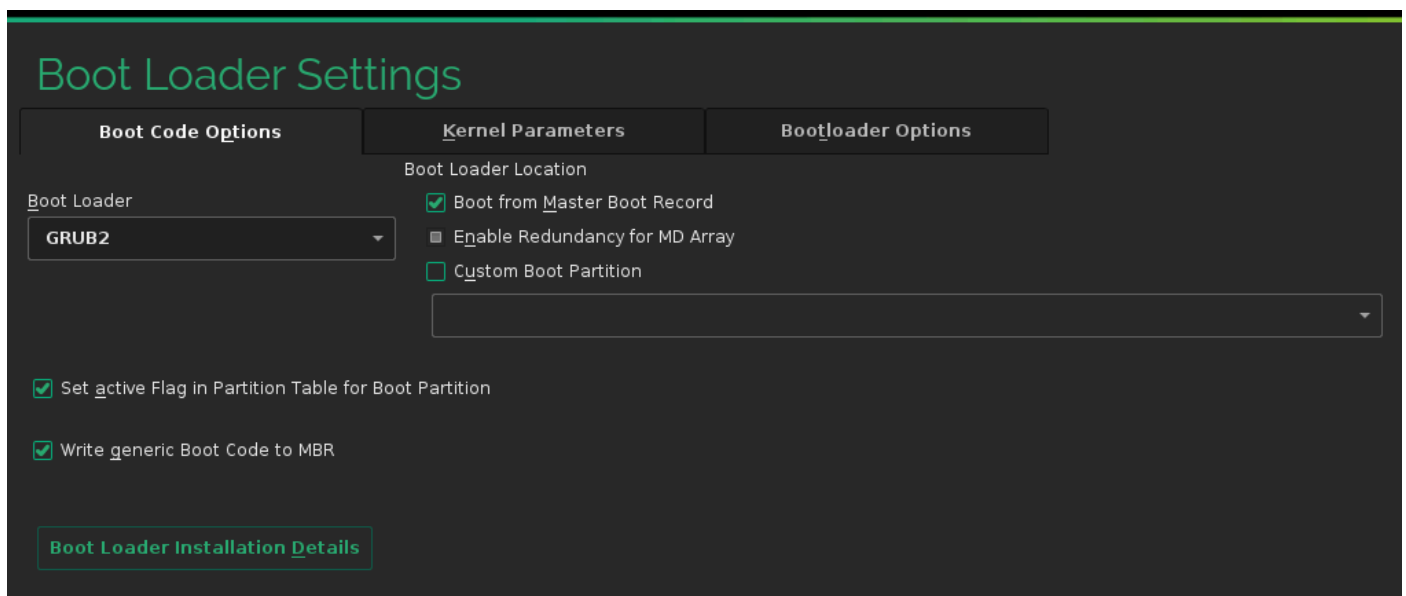 Boot Loader Settings
Boot Code Options
Kernel Parameters
Bootloader Options
Boot Loader Location
Boot Loader
Boot from Master Boot Record
GRUB2
Enable Redundancy for MD Array
Custom Boot Partition
Set active Flag in Partition Table for Boot Partition
Write generic Boot Code to MBR
Boot Loader Installation Details